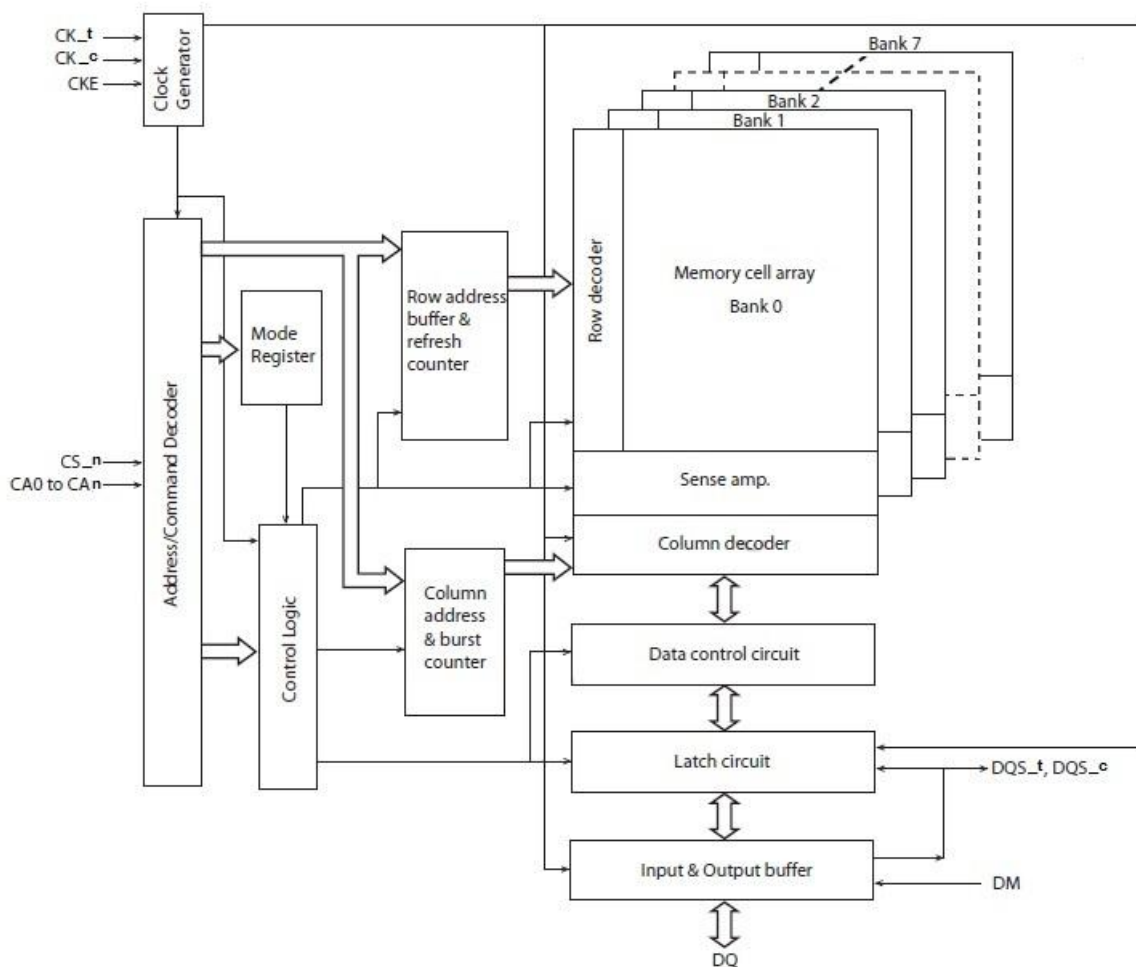 CK_t
CK_c
CKE
Clock
Generator
Bank 7
Bank 2
Bank 1
Row decoder
Memory cell array
Bank 0
Row address
buffer &
refresh
counter
Mode
Register
Address/Command Decoder
CS_n
CA0 to CAn
Sense amp.
Column decoder
Control Logic
Column
address
& burst
counter
Data control circuit
Latch circuit
DQS_t, DQS_c
Input & Output buffer
DM
DQ